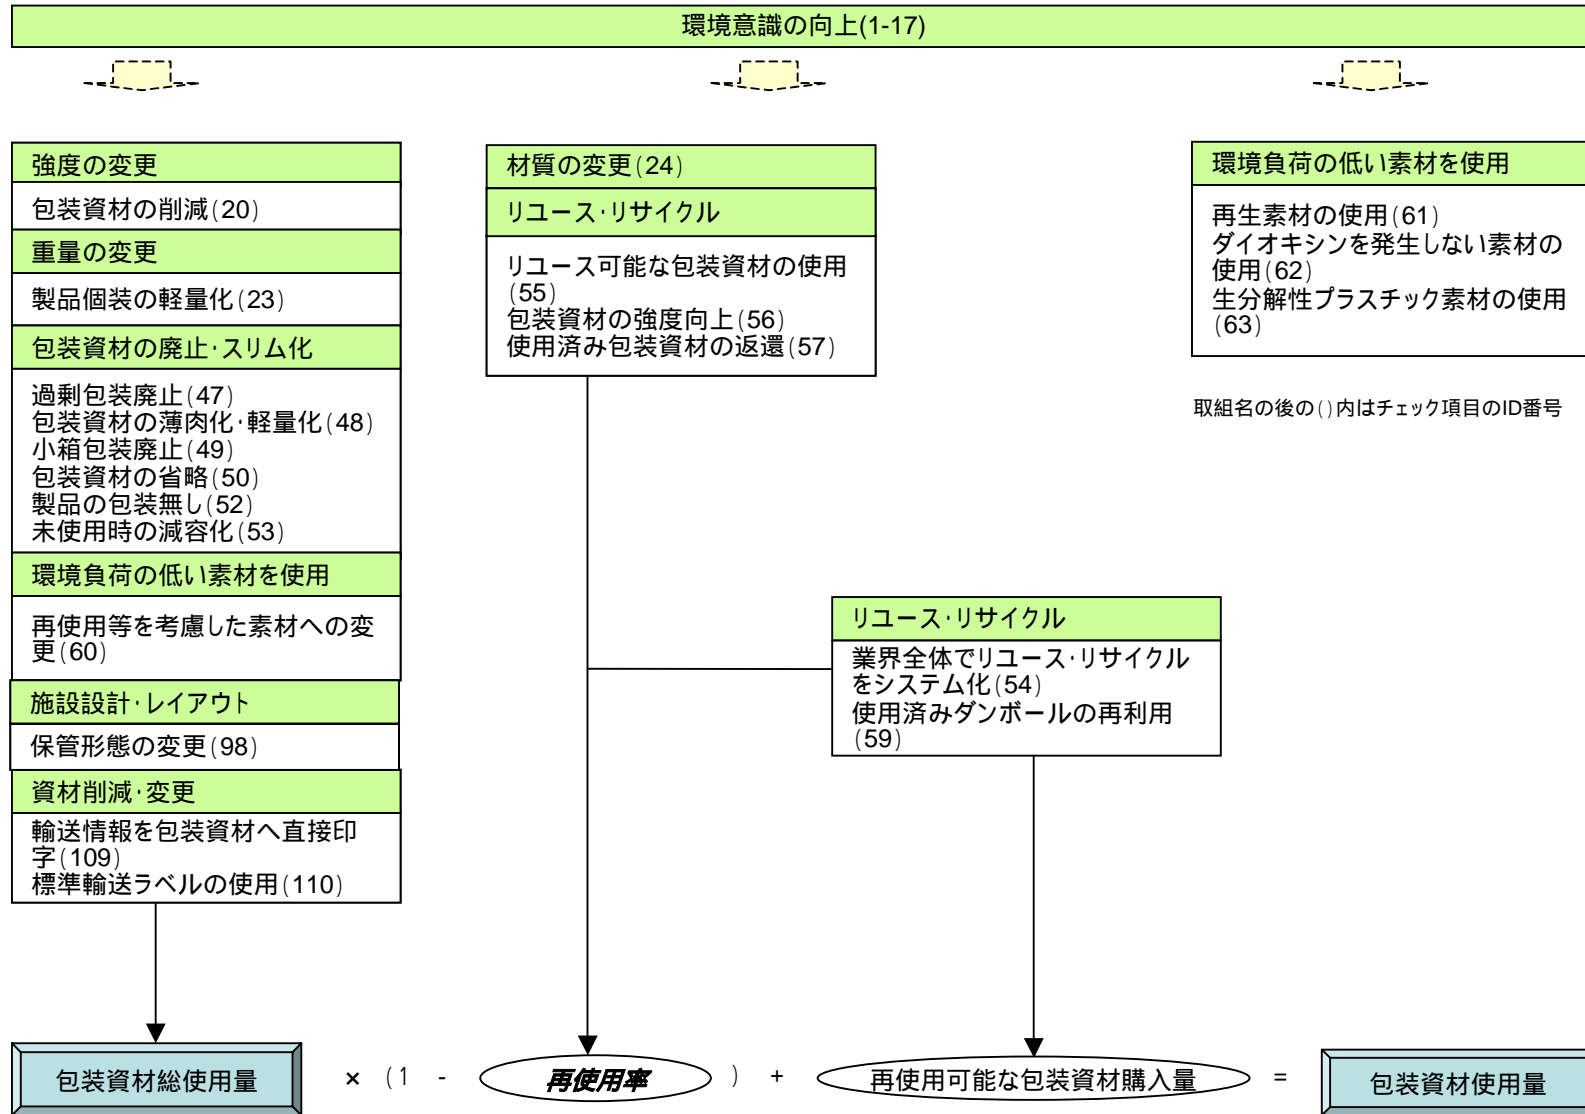 環境意識の向上(1-17)
強度の変更
包装資材の削減(20)
重量の変更
製品個装の軽量化(23)
包装資材の廃止・スリム化
過剰包装廃止(47)
包装資材の薄肉化・軽量化(48)
小箱包装廃止(49)
包装資材の省略(50)
製品の包装無し(52)
未使用時の減容化(53)
環境負荷の低い素材を使用
再使用等を考慮した素材への変
更(60)
施設設計・レイアウト
保管形態の変更(98)
資材削減・変更
輸送情報を包装資材へ直接印
字(109)
標準輸送ラベルの使用(110)
材質の変更(24)
リユース・リサイクル
リユース可能な包装資材の使用
(55)
包装資材の強度向上(56)
使用済み包装資材の返還(57)
リユース・リサイクル
業界全体でリユース・リサイクル
をシステム化(54)
使用済みダンボールの再利用
(59)
環境負荷の低い素材を使用
再生素材の使用(61)
ダイオキシンを発生しない素材の
使用(62)
生分解性プラスチック素材の使用
(63)
取組名の後の()内はチェック項目のID番号
包装資材総使用量 × (1 - 再使用率) + 再使用可能な包装資材購入量 = 包装資材使用量